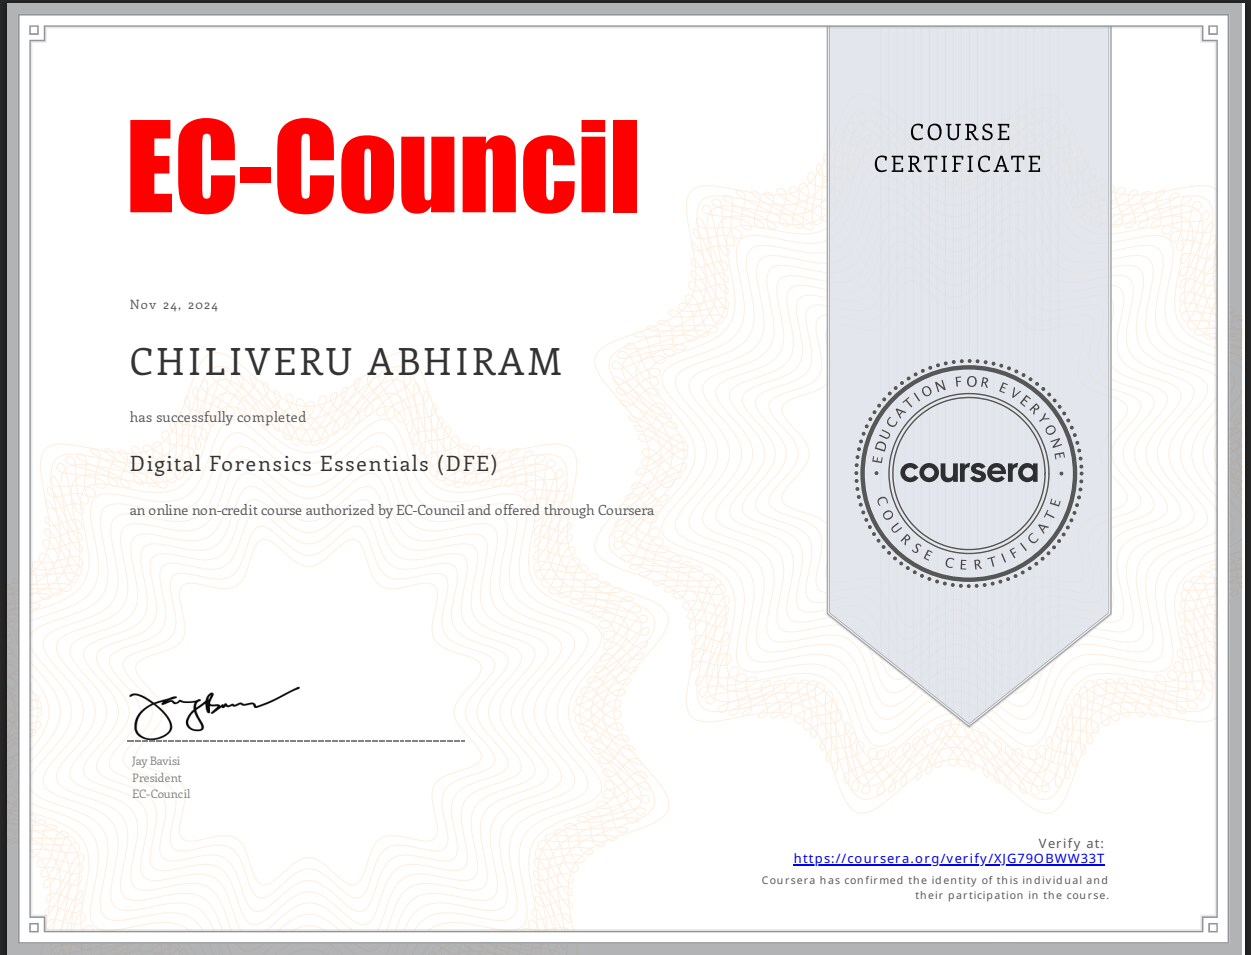 EC-Council
COURSE
CERTIFICATE
Nov 24, 2024
CHILIVERU ABHIRAM
has successfully completed
Digital Forensics Essentials (DFE)
an online non-credit course authorized by EC-Council and offered through Coursera
EDUCATION FOR EVERYONE
coursera
COURSE CERTIFICATE
Jay Bavisi
President
EC-Council
Verify at:
https://coursera.org/verify/XJG79OBWW33T
Coursera has confirmed the identity of this individual and
their participation in the course.